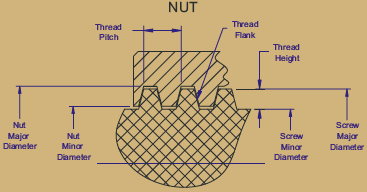 NUT
Thread
Pitch
Thread
Flank
Thread
Height
Nut
Major
Diameter
Nut
Minor
Diameter
Screw
Minor
Diameter
Screw
Major
Diameter